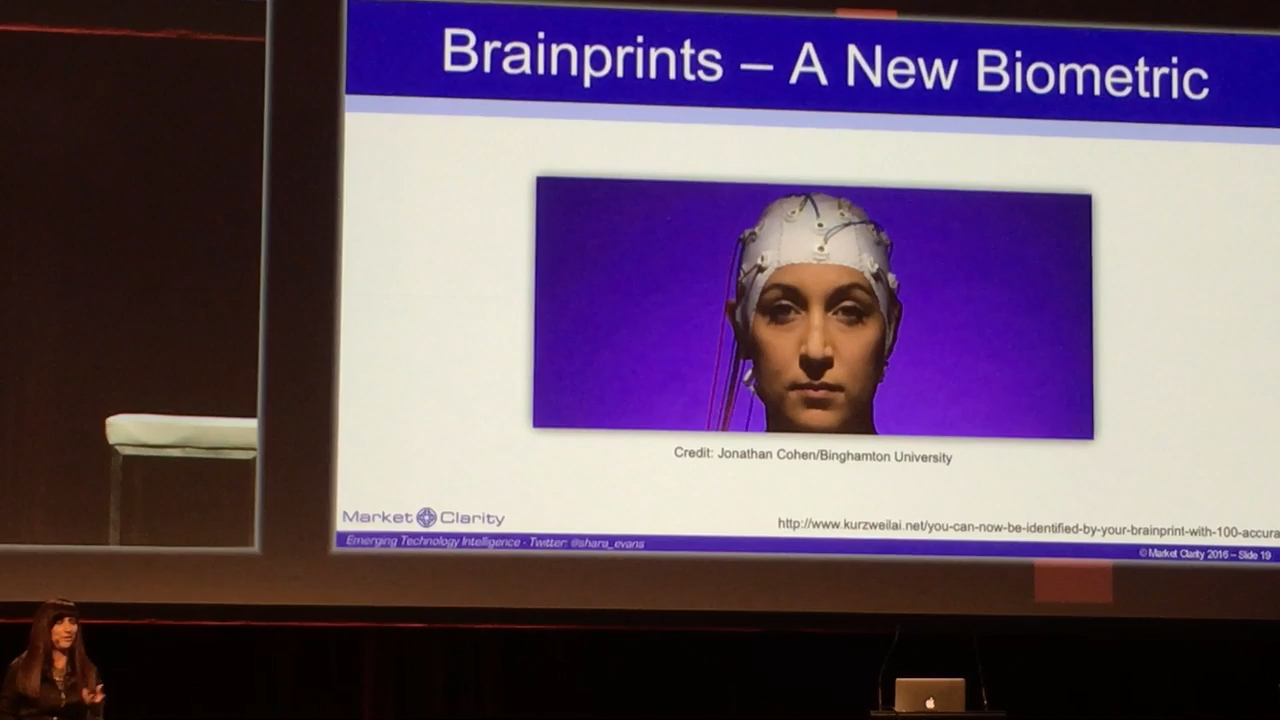 Brainprints – A New Biometric
Credit: Jonathan Cohen/Binghamton University
Market Clarity
http://www.kurzweilai.net/you-can-now-be-identified-by-your-brainprint-with-100-accura
Emerging Technology Intelligence - Twitter: @shara_evans
© Market Clarity 2016 – Slide 19